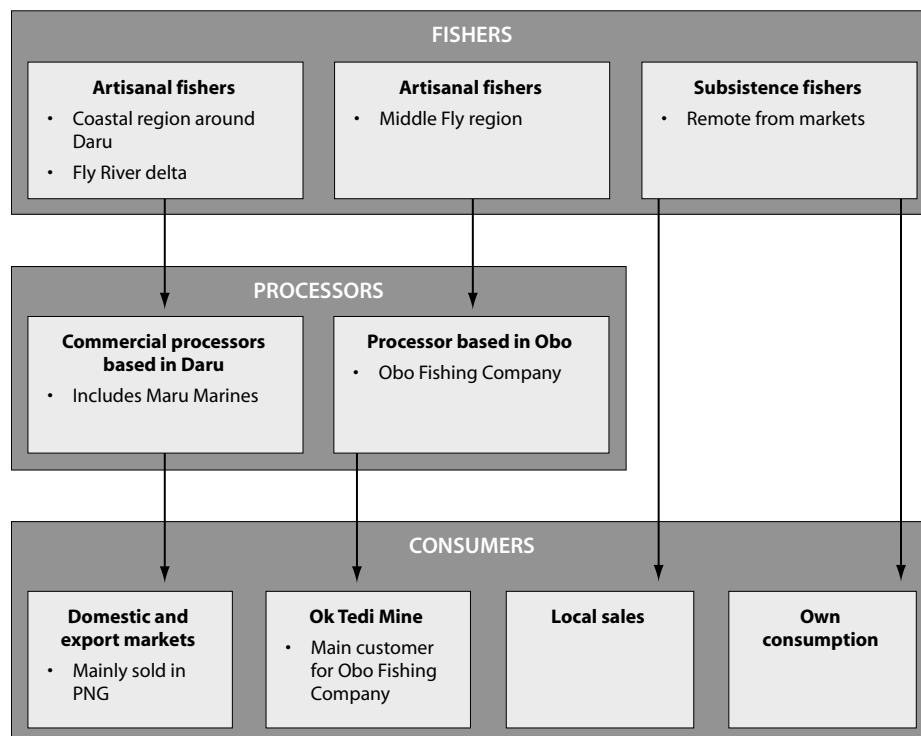 FISHERS
Artisanal fishers
• Coastal region around
Daru
• Fly River delta
Artisanal fishers
• Middle Fly region
Subsistence fishers
• Remote from markets
PROCESSORS
Commercial processors
based in Daru
• Includes Maru Marines
Processor based in Obo
• Obo Fishing Company
CONSUMERS
Domestic and
export markets
• Mainly sold in
PNG
Ok Tedi Mine
• Main customer
for Obo Fishing
Company
Local sales
Own
consumption